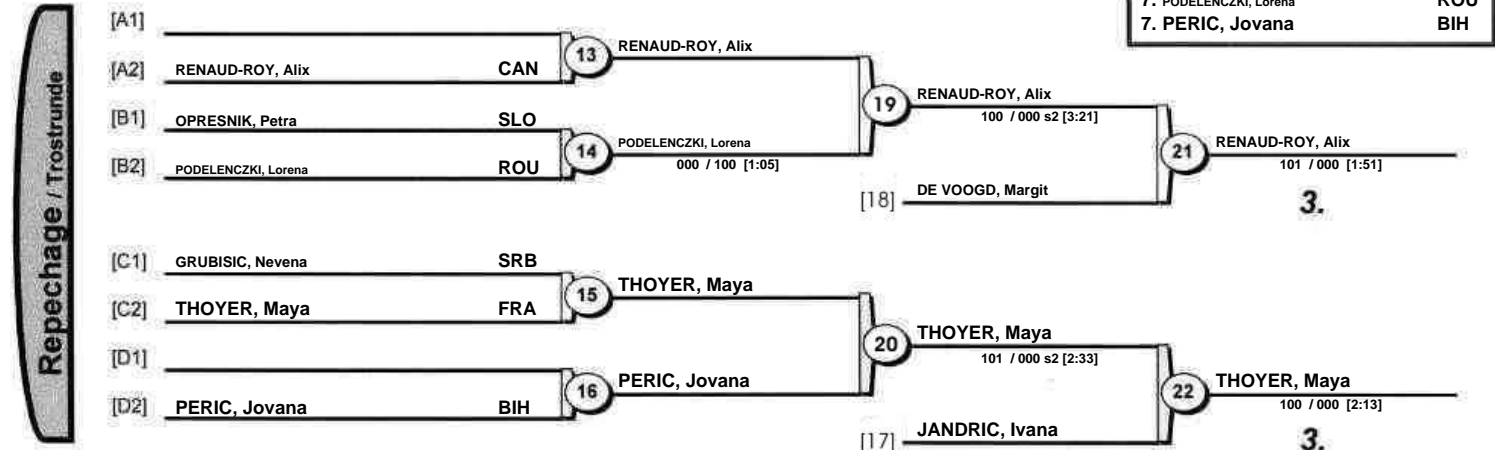 7. PODELENCZKI, Lorena ROU
7. PERIC, Jovana BIH
Repechage / Trostrunde
[A1]
13
RENAUD-ROY, Alix
[A2] RENAUD-ROY, Alix CAN
19
RENAUD-ROY, Alix
100 / 000 s2 [3:21]
[B1] OPRESNIK, Petra SLO
14
PODELENCZKI, Lorena
000 / 100 [1:05]
[B2] PODELENCZKI, Lorena ROU
21
RENAUD-ROY, Alix
101 / 000 [1:51]
3.
[18] DE VOOGD, Margit
[C1] GRUBISIC, Nevena SRB
15
THOYER, Maya
[C2] THOYER, Maya FRA
20
THOYER, Maya
101 / 000 s2 [2:33]
[D1]
16
PERIC, Jovana
[D2] PERIC, Jovana BIH
22
THOYER, Maya
100 / 000 [2:13]
3.
[17] JANDRIC, Ivana